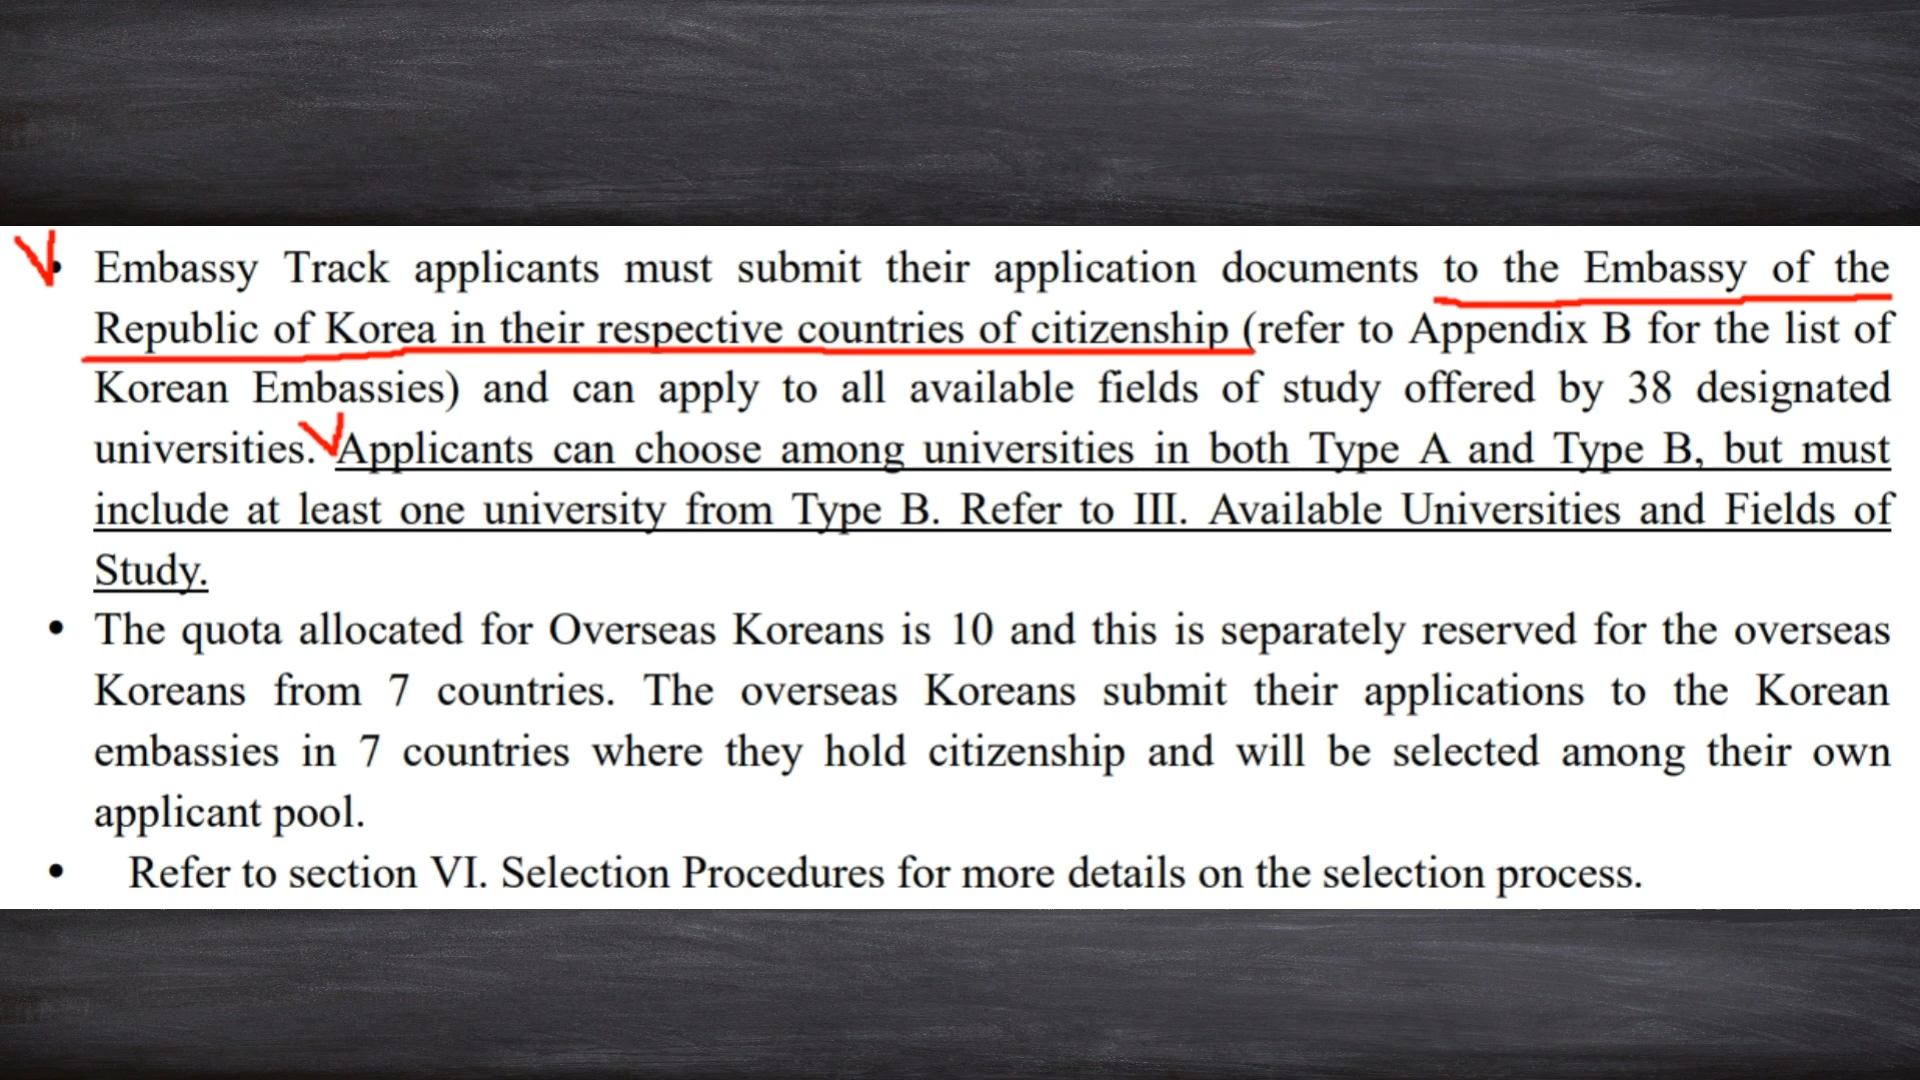 • Embassy Track applicants must submit their application documents to the Embassy of the
Republic of Korea in their respective countries of citizenship (refer to Appendix B for the list of
Korean Embassies) and can apply to all available fields of study offered by 38 designated
universities. Applicants can choose among universities in both Type A and Type B, but must
include at least one university from Type B. Refer to III. Available Universities and Fields of
Study.
• The quota allocated for Overseas Koreans is 10 and this is separately reserved for the overseas
Koreans from 7 countries. The overseas Koreans submit their applications to the Korean
embassies in 7 countries where they hold citizenship and will be selected among their own
applicant pool.
• Refer to section VI. Selection Procedures for more details on the selection process.